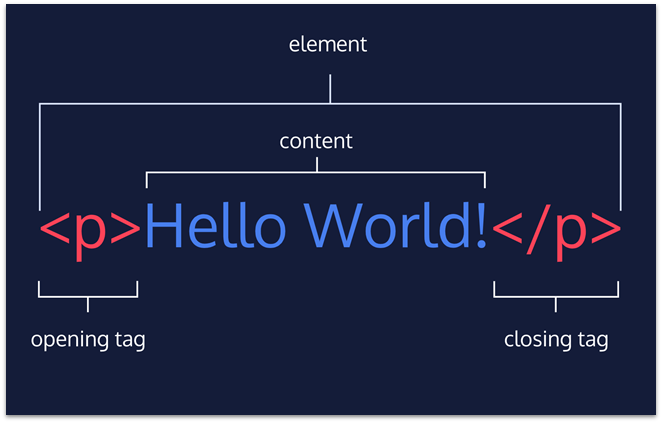 element
content
<p>Hello World!</p>
opening tag
closing tag